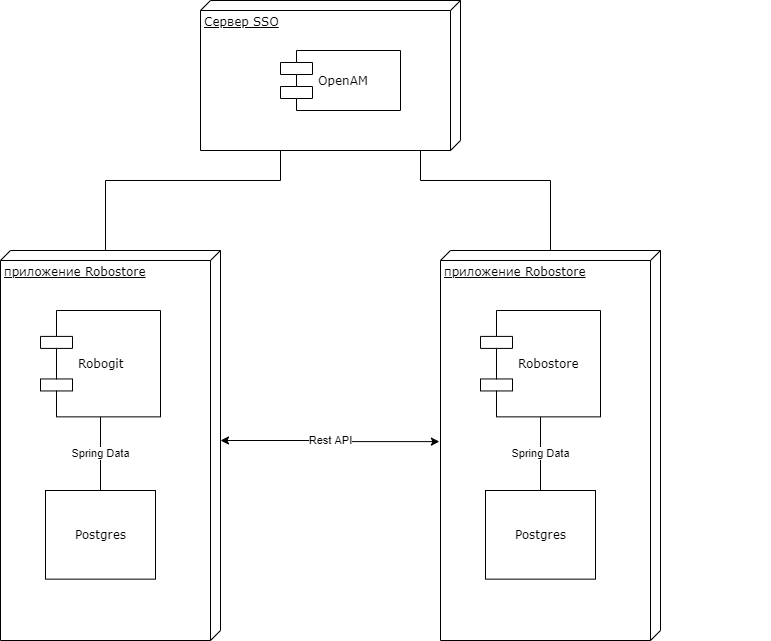 Сервер SSO
OpenAM
приложение Robostore
приложение Robostore
Robogit
Robostore
Rest API
Spring Data
Spring Data
Postgres
Postgres